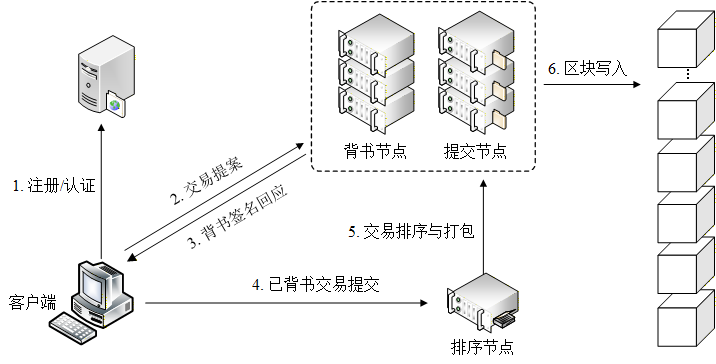 6. 区块写入
背书节点
提交节点
1. 注册/认证
2. 交易提案
3. 背书签名回应
5. 交易排序与打包
4. 已背书交易提交
客户端
排序节点